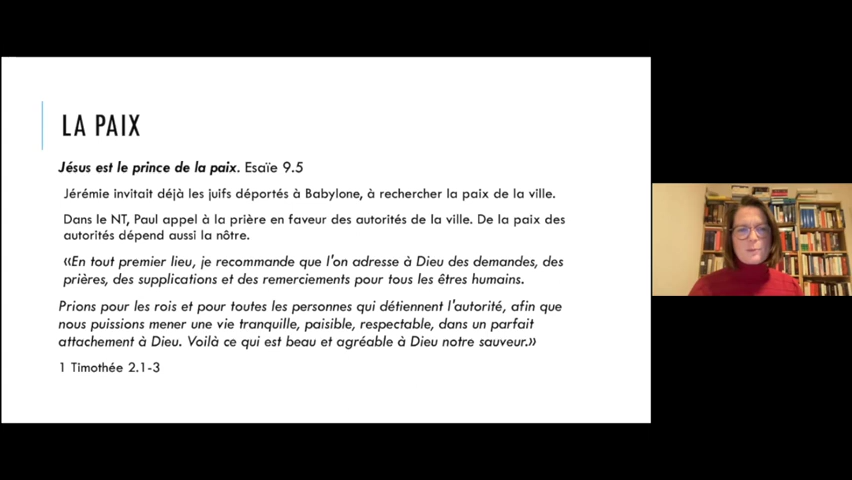 LA PAIX
Jésus est le prince de la paix. Esaïe 9.5
Jérémie invitait déjà les juifs déportés à Babylone, à rechercher la paix de la ville.
Dans le NT, Paul appel à la prière en faveur des autorités de la ville. De la paix des
autorités dépend aussi la nôtre.
«En tout premier lieu, je recommande que l'on adresse à Dieu des demandes, des
prières, des supplications et des remerciements pour tous les êtres humains.
Prions pour les rois et pour toutes les personnes qui détiennent l'autorité, afin que
nous puissions mener une vie tranquille, paisible, respectable, dans un parfait
attachement à Dieu. Voilà ce qui est beau et agréable à Dieu notre sauveur.»
1 Timothée 2.1-3